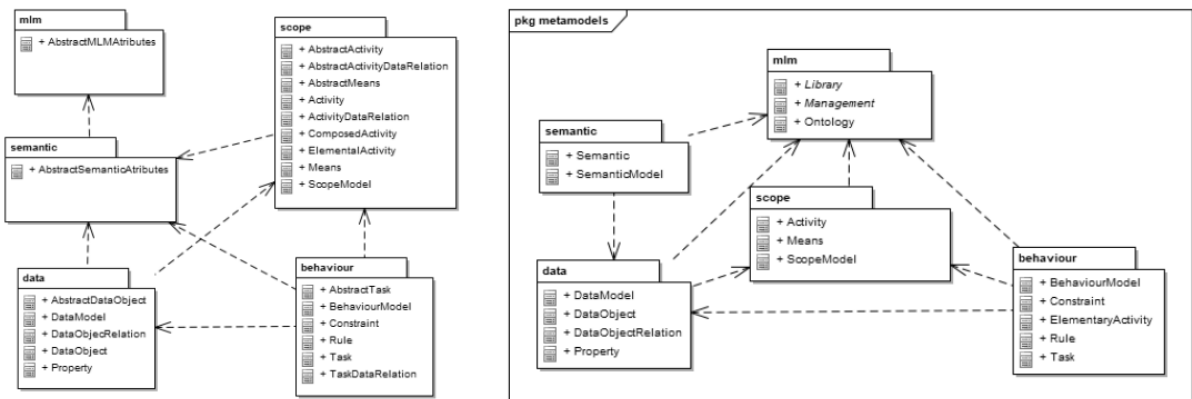 mlm
+ AbstractMLMAtributes
semantic
+ AbstractSemanticAtributes
scope
+ AbstractActivity
+ AbstractActivityDataRelation
+ AbstractMeans
+ Activity
+ ActivityDataRelation
+ ComposedActivity
+ ElementalActivity
+ Means
+ ScopeModel
data
+ AbstractDataObject
+ DataModel
+ DataObjecRelation
+ DataObject
+ Property
behaviour
+ AbstractTask
+ BehaviourModel
+ Constraint
+ Rule
+ Task
+ TaskDataRelation
pkg metamodels
mlm
+ Library
+ Management
+ Ontology
semantic
+ Semantic
+ SemanticModel
scope
+ Activity
+ Means
+ ScopeModel
data
+ DataModel
+ DataObject
+ DataObjectRelation
+ Property
behaviour
+ BehaviourModel
+ Constraint
+ ElementaryActivity
+ Rule
+ Task